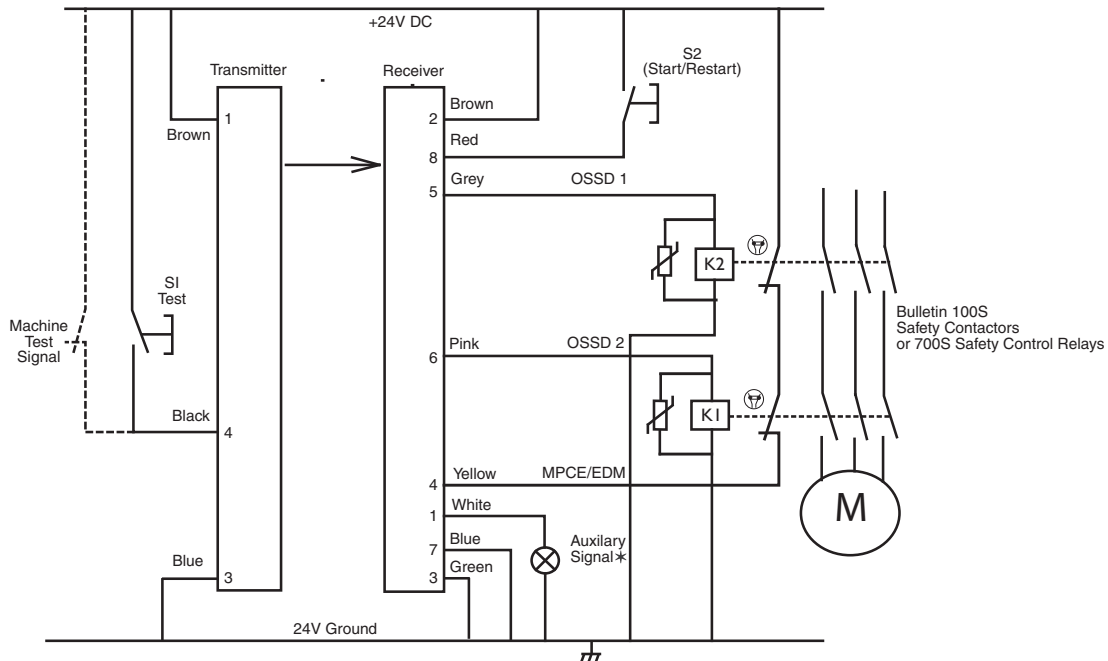 +24V DC
S2
(Start/Restart)
Transmitter
Receiver
Brown
1
2
Brown
Red
8
Grey
5
OSSD 1
K2
S1
Test
Machine
Test
Signal
Bulletin 100S
Safety Contactors
or 700S Safety Control Relays
Pink
6
OSSD 2
K1
Black
4
Yellow
4
MPCE/EDM
White
1
M
Blue
7
Auxilary
Signal*
Blue
3
Green
3
24V Ground